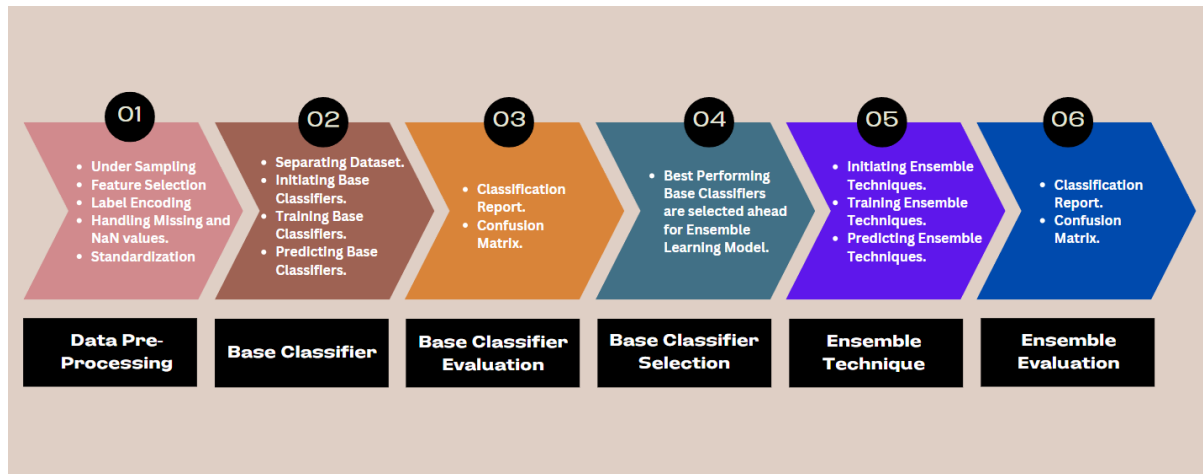 01
• Under Sampling
• Feature Selection
• Label Encoding
• Handling Missing and
NaN values.
• Standardization
Data Pre-
Processing
02
• Separating Dataset.
• Initiating Base
Classifiers.
• Training Base
Classifiers.
• Predicting Base
Classifiers.
Base Classifier
03
• Classification
Report.
• Confusion
Matrix.
Base Classifier
Evaluation
04
• Best Performing
Base Classifiers
are selected ahead
for Ensemble
Learning Model.
Base Classifier
Selection
05
• Initiating Ensemble
Techniques.
• Training Ensemble
Techniques.
• Predicting Ensemble
Techniques.
Ensemble
Technique
06
• Classification
Report.
• Confusion
Matrix.
Ensemble
Evaluation